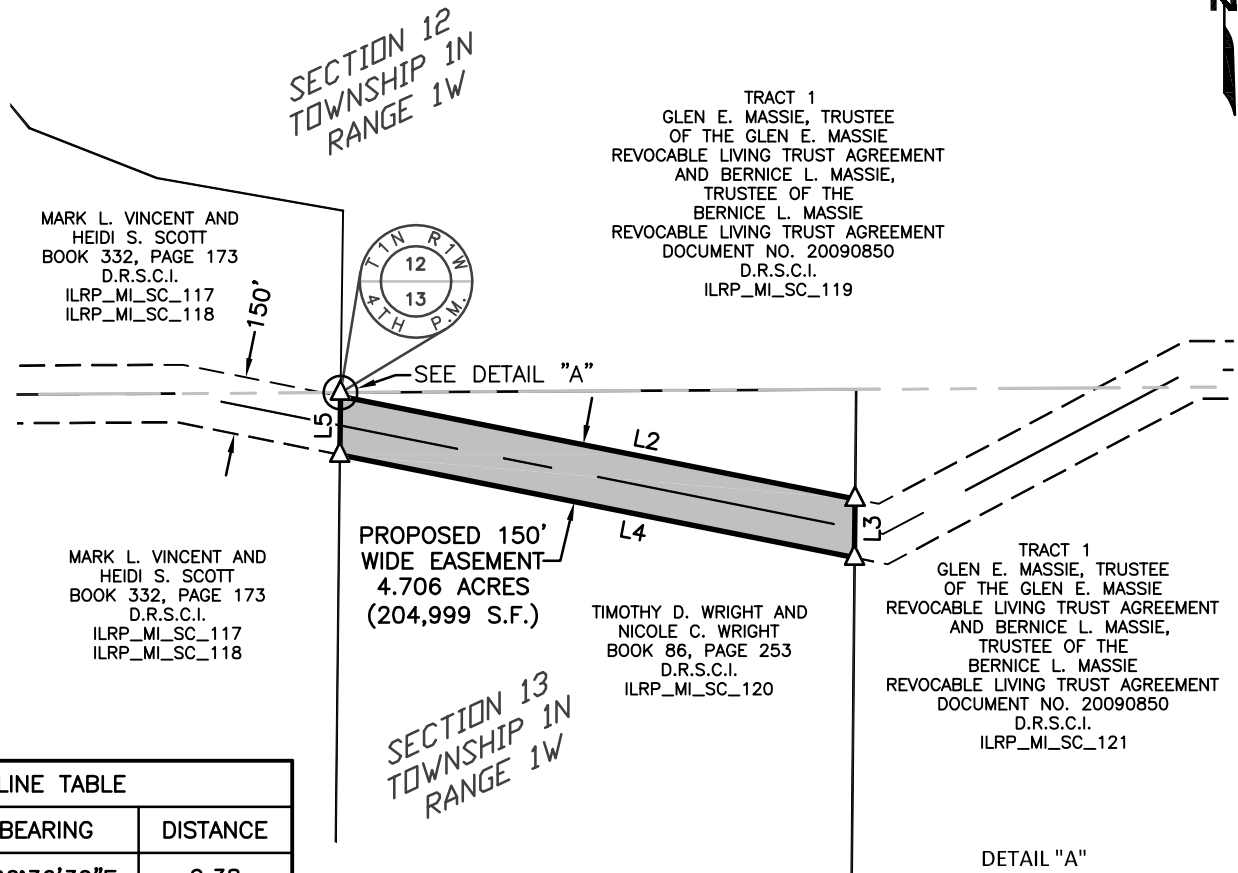 N
SECTION 12
TOWNSHIP 1N
RANGE 1W
TRACT 1
GLEN E. MASSIE, TRUSTEE
OF THE GLEN E. MASSIE
REVOCABLE LIVING TRUST AGREEMENT
AND BERNICE L. MASSIE,
TRUSTEE OF THE
BERNICE L. MASSIE
REVOCABLE LIVING TRUST AGREEMENT
DOCUMENT NO. 20090850
D.R.S.C.I.
ILRP_MI_SC_119
MARK L. VINCENT AND
HEIDI S. SCOTT
BOOK 332, PAGE 173
D.R.S.C.I.
ILRP_MI_SC_117
ILRP_MI_SC_118
150'
T1N R1W
12
13
4TH P.M.
SEE DETAIL "A"
L5
L2
L3
L4
PROPOSED 150'
WIDE EASEMENT
4.706 ACRES
(204,999 S.F.)
MARK L. VINCENT AND
HEIDI S. SCOTT
BOOK 332, PAGE 173
D.R.S.C.I.
ILRP_MI_SC_117
ILRP_MI_SC_118
TIMOTHY D. WRIGHT AND
NICOLE C. WRIGHT
BOOK 86, PAGE 253
D.R.S.C.I.
ILRP_MI_SC_120
TRACT 1
GLEN E. MASSIE, TRUSTEE
OF THE GLEN E. MASSIE
REVOCABLE LIVING TRUST AGREEMENT
AND BERNICE L. MASSIE,
TRUSTEE OF THE
BERNICE L. MASSIE
REVOCABLE LIVING TRUST AGREEMENT
DOCUMENT NO. 20090850
D.R.S.C.I.
ILRP_MI_SC_121
SECTION 13
TOWNSHIP 1N
RANGE 1W
LINE TABLE
BEARING DISTANCE
DETAIL "A"